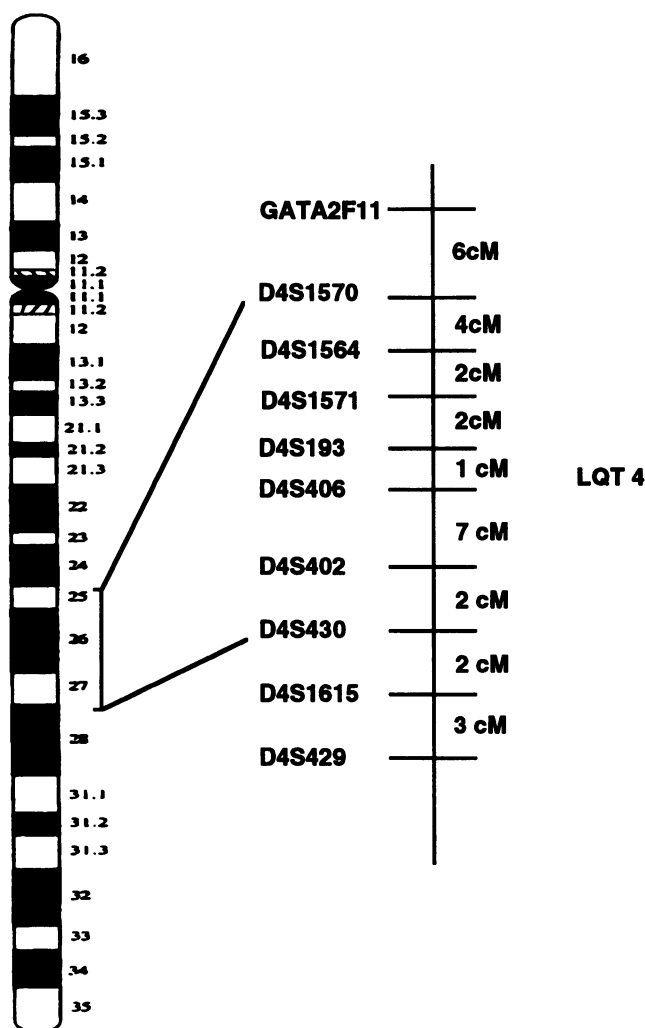 16
15.3
15.2
15.1
14
13
12
11.2
11.1
11.1
11.2
12
13.1
13.2
13.3
21.1
21.2
21.3
22
23
24
25
26
27
28
31.1
31.2
31.3
32
33
34
35
GATA2F11
6cM
D4S1570
4cM
D4S1564
2cM
D4S1571
2cM
D4S193
1 cM
D4S406
7 cM
D4S402
2 cM
D4S430
2 cM
D4S1615
3 cM
D4S429
LQT 4